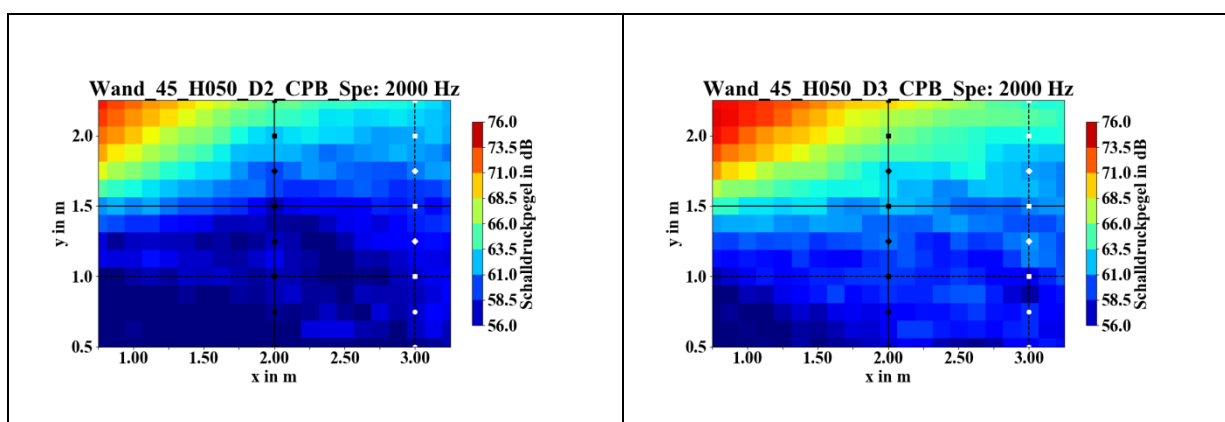 Wand_45_H050_D2_CPB_Spe: 2000 Hz
2.0
1.5
1.0
0.5
y in m
1.00 1.50 2.00 2.50 3.00
x in m
76.0
73.5
71.0
68.5
66.0
63.5
61.0
58.5
56.0
Schalldruckpegel in dB
Wand_45_H050_D3_CPB_Spe: 2000 Hz
2.0
1.5
1.0
0.5
y in m
1.00 1.50 2.00 2.50 3.00
x in m
76.0
73.5
71.0
68.5
66.0
63.5
61.0
58.5
56.0
Schalldruckpegel in dB